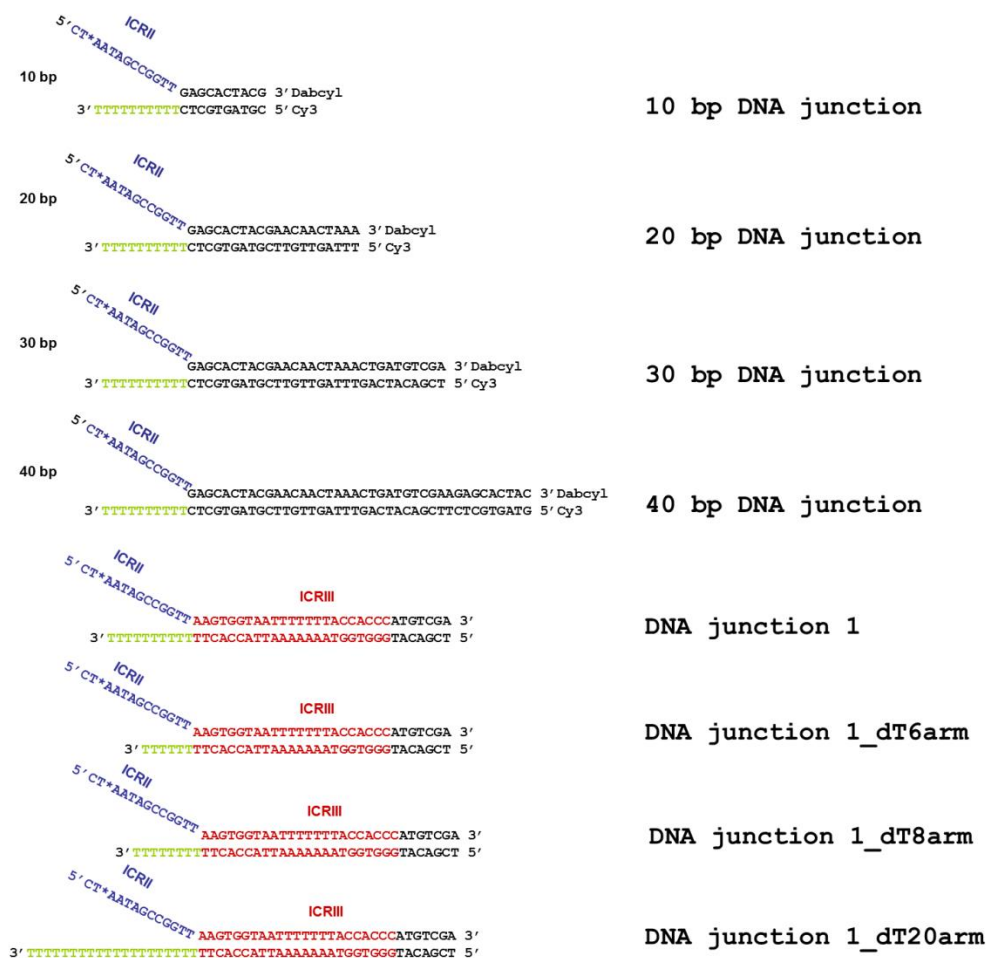 ICRII
5'CT*AATAGCCGGTT
10 bp
GAGCACTACG 3'Dabcyl
3'TTTTTTTTTTCTCGTGATGC 5'Cy3
10 bp DNA junction
ICRII
5'CT*AATAGCCGGTT
20 bp
GAGCACTACGAACAACTAAA 3'Dabcyl
3'TTTTTTTTTTCTCGTGATGCTTGTTGATTT 5'Cy3
20 bp DNA junction
ICRII
5'CT*AATAGCCGGTT
30 bp
GAGCACTACGAACAACTAAACTGATGTCGA 3'Dabcyl
3'TTTTTTTTTTCTCGTGATGCTTGTTGATTTGACTACAGCT 5'Cy3
30 bp DNA junction
ICRII
5'CT*AATAGCCGGTT
40 bp
GAGCACTACGAACAACTAAACTGATGTCGAAGAGCACTAC 3'Dabcyl
3'TTTTTTTTTTCTCGTGATGCTTGTTGATTTGACTACAGCTTCTCGTGATG 5'Cy3
40 bp DNA junction
ICRII
5'CT*AATAGCCGGTT
ICRIII
AAGTGGTAATTTTTTTACCACCCATGTCGA 3'
3'TTTTTTTTTTTTCACCATTAAAAAAATGGTGGGTACAGCT 5'
DNA junction 1
ICRII
5'CT*AATAGCCGGTT
ICRIII
AAGTGGTAATTTTTTTACCACCCATGTCGA 3'
3'TTTTTTTTCACCATTAAAAAAATGGTGGGTACAGCT 5'
DNA junction 1_dT6arm
ICRII
5'CT*AATAGCCGGTT
ICRIII
AAGTGGTAATTTTTTTACCACCCATGTCGA 3'
3'TTTTTTTTTTCACCATTAAAAAAATGGTGGGTACAGCT 5'
DNA junction 1_dT8arm
ICRII
5'CT*AATAGCCGGTT
ICRIII
AAGTGGTAATTTTTTTACCACCCATGTCGA 3'
3'TTTTTTTTTTTTTTTTTTTTTTCACCATTAAAAAAATGGTGGGTACAGCT 5'
DNA junction 1_dT20arm